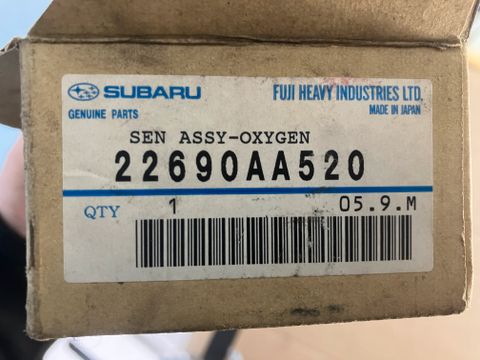 SUBARU
FUJI HEAVY INDUSTRIES LTD.
GENUINE PARTS
MADE IN JAPAN
SEN ASSY-OXYGEN
22690AA520
QTY 1 05.9.M